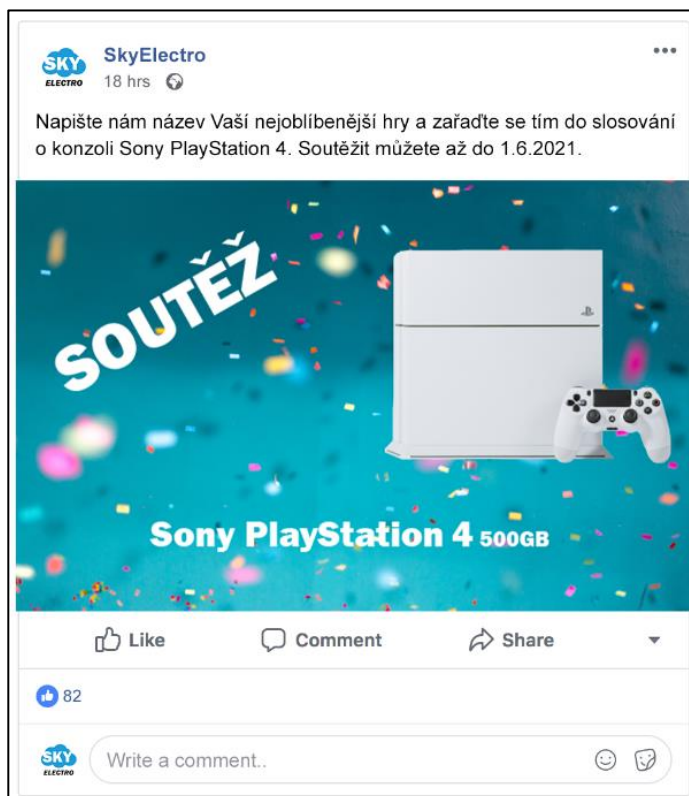 SKY
ELECTRO
SkyElectro
18 hrs
Napište nám název Vaší nejoblíbenější hry a zařaďte se tím do slosování
o konzoli Sony PlayStation 4. Soutěžit můžete až do 1.6.2021.
SOUTĚŽ
Sony PlayStation 4 500GB
Like Comment Share
82
SKY
ELECTRO
Write a comment..